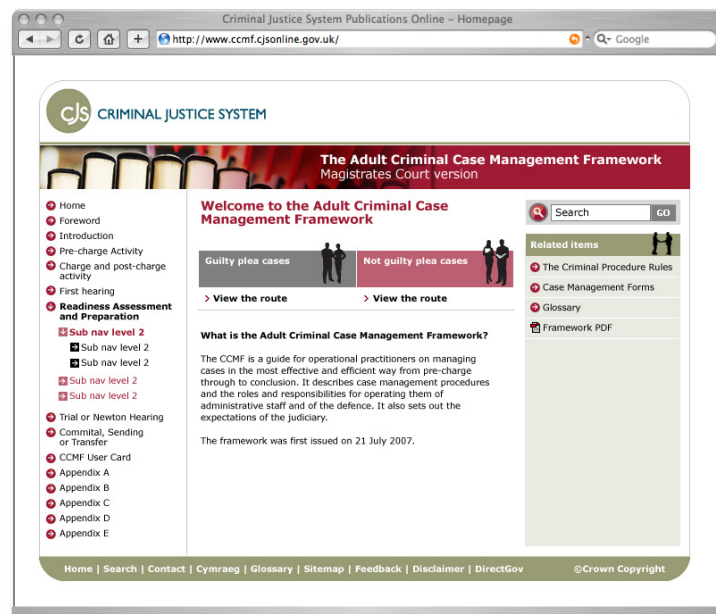 Criminal Justice System Publications Online – Homepage
http://www.ccmf.cjsonline.gov.uk/
Google
cjs CRIMINAL JUSTICE SYSTEM
The Adult Criminal Case Management Framework
Magistrates Court version
Home
Foreword
Introduction
Pre-charge Activity
Charge and post-charge
activity
First hearing
Readiness Assessment
and Preparation
Sub nav level 2
Sub nav level 2
Sub nav level 2
Sub nav level 2
Sub nav level 2
Trial or Newton Hearing
Commital, Sending
or Transfer
CCMF User Card
Appendix A
Appendix B
Appendix C
Appendix D
Appendix E
Welcome to the Adult Criminal Case
Management Framework
Guilty plea cases
Not guilty plea cases
View the route
View the route
What is the Adult Criminal Case Management Framework?
The CCMF is a guide for operational practitioners on managing
cases in the most effective and efficient way from pre-charge
through to conclusion. It describes case management procedures
and the roles and responsibilities for operating them of
administrative staff and of the defence. It also sets out the
expectations of the judiciary.
The framework was first issued on 21 July 2007.
Search GO
Related items
The Criminal Procedure Rules
Case Management Forms
Glossary
Framework PDF
Home | Search | Contact | Cymraeg | Glossary | Sitemap | Feedback | Disclaimer | DirectGov
©Crown Copyright